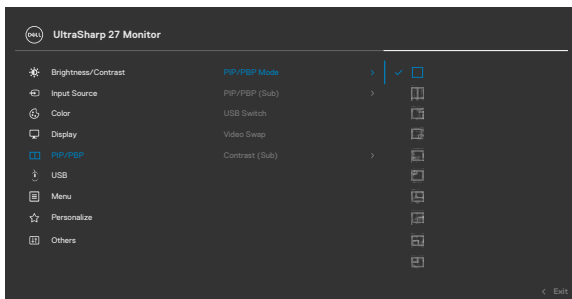 DELL UltraSharp 27 Monitor
Brightness/Contrast PIP/PBP Mode
Input Source PIP/PBP (Sub)
Color USB Switch
Display Video Swap
PIP/PBP Contrast (Sub)
USB
Menu
Personalize
Others
Exit